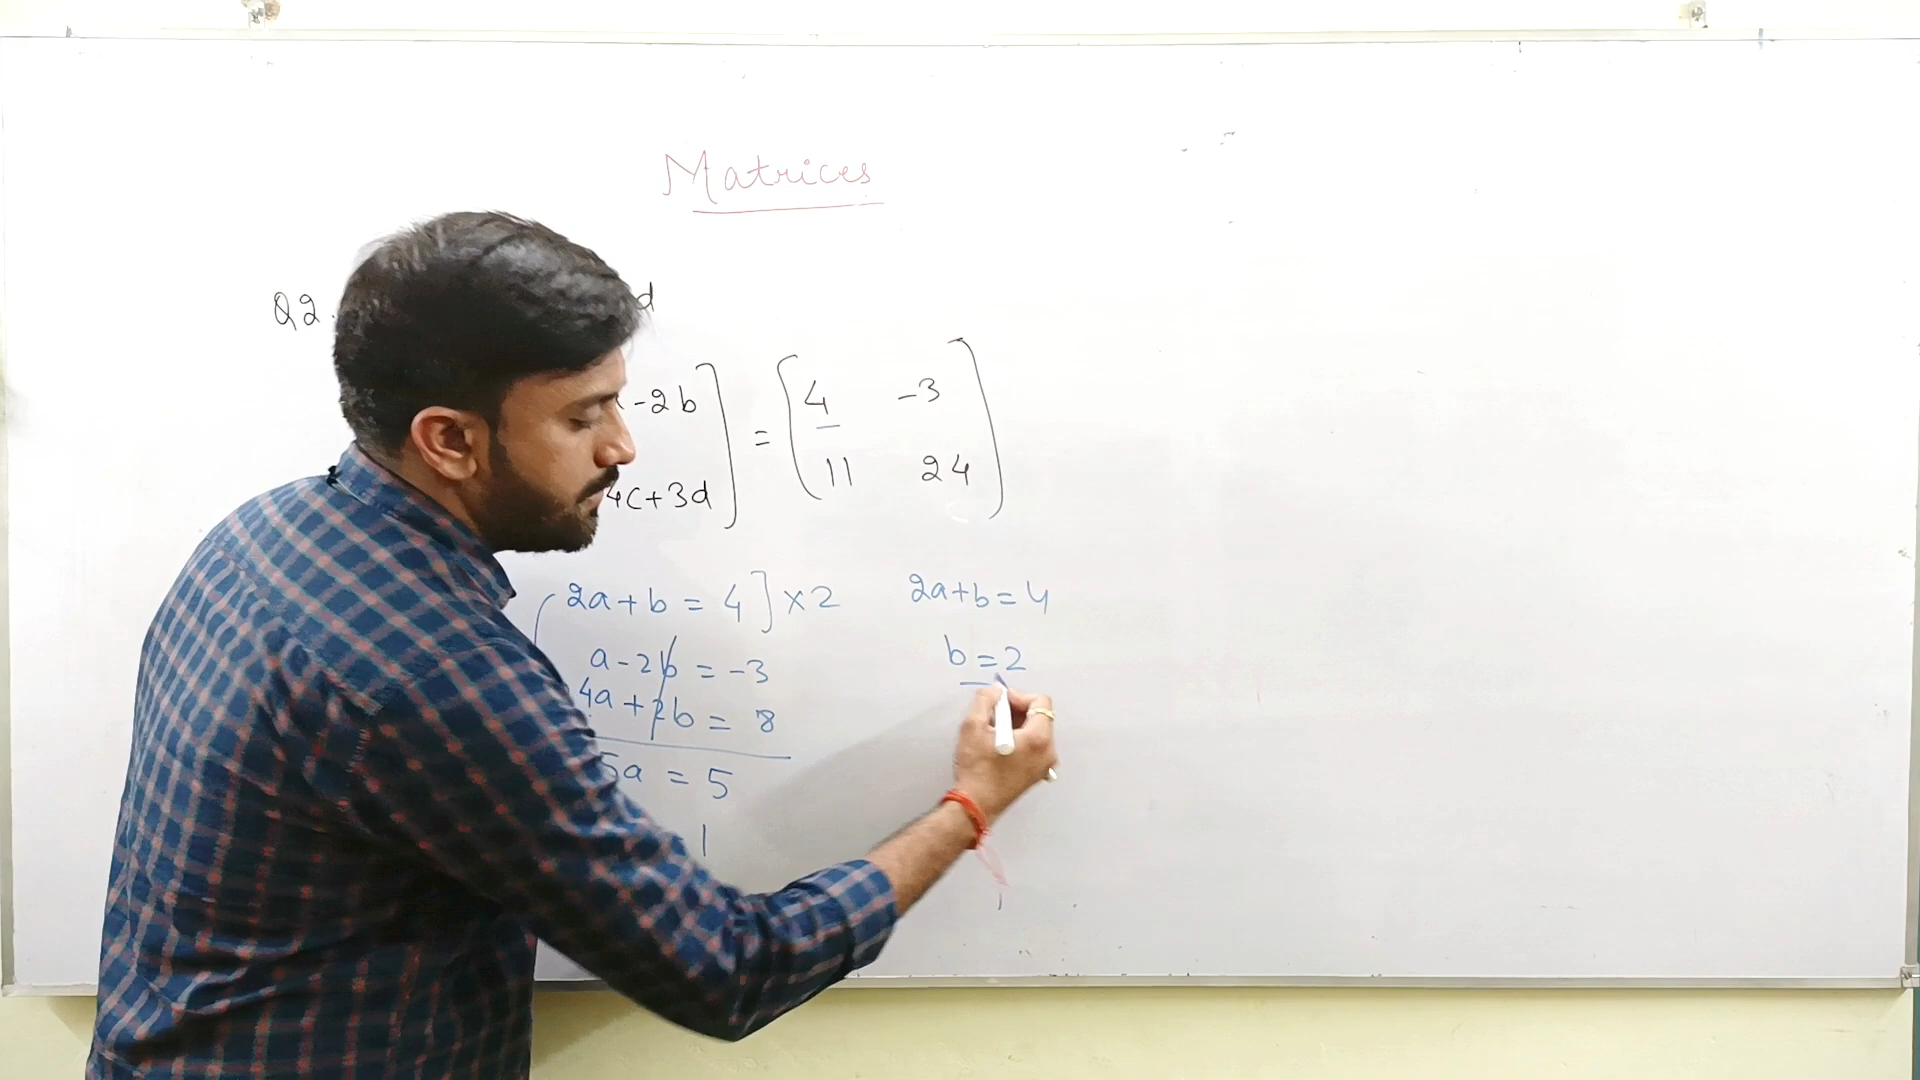 Matrices
Q2. d
-2b = 4 -3
4c+3d 11 24
2a+b = 4] ×2 2a+b=4
a-2b = -3 b=2
4a+2b = 8
5a = 5
1